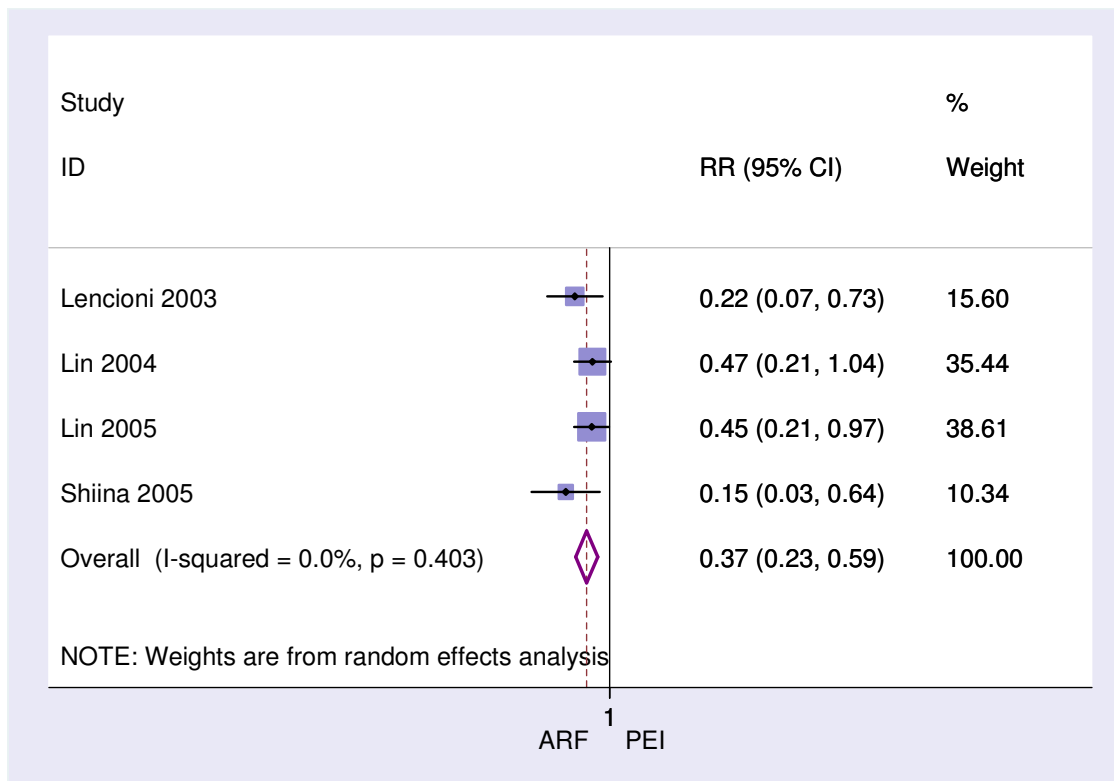 Study %
ID RR (95% CI) Weight
Lencioni 2003 0.22 (0.07, 0.73) 15.60
Lin 2004 0.47 (0.21, 1.04) 35.44
Lin 2005 0.45 (0.21, 0.97) 38.61
Shiina 2005 0.15 (0.03, 0.64) 10.34
Overall (I-squared = 0.0%, p = 0.403) 0.37 (0.23, 0.59) 100.00
NOTE: Weights are from random effects analysis
1
ARF PEI